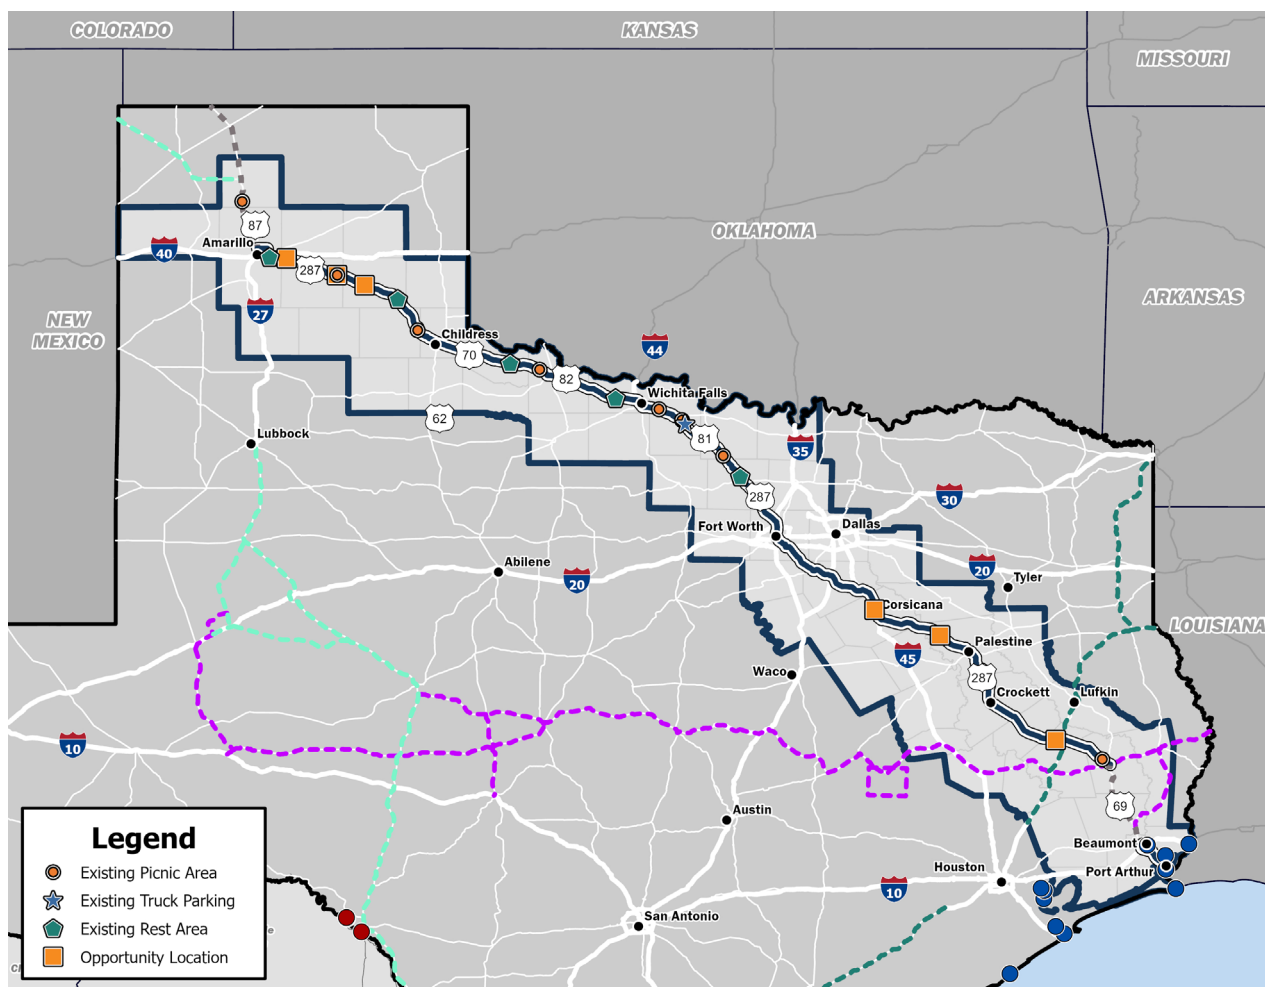 COLORADO
KANSAS
MISSOURI
87
Amarillo
40
287
OKLAHOMA
ARKANSAS
NEW
MEXICO
27
Childress
70
44
82
Wichita Falls
62
81
Lubbock
35
287
30
Fort Worth
Dallas
Abilene
20
20
Tyler
Corsicana
LOUISIANA
Palestine
45
Waco
287
Crockett
Lufkin
10
69
Austin
Beaumont
Houston
Port Arthur
10
San Antonio
Legend
Existing Picnic Area
Existing Truck Parking
Existing Rest Area
Opportunity Location